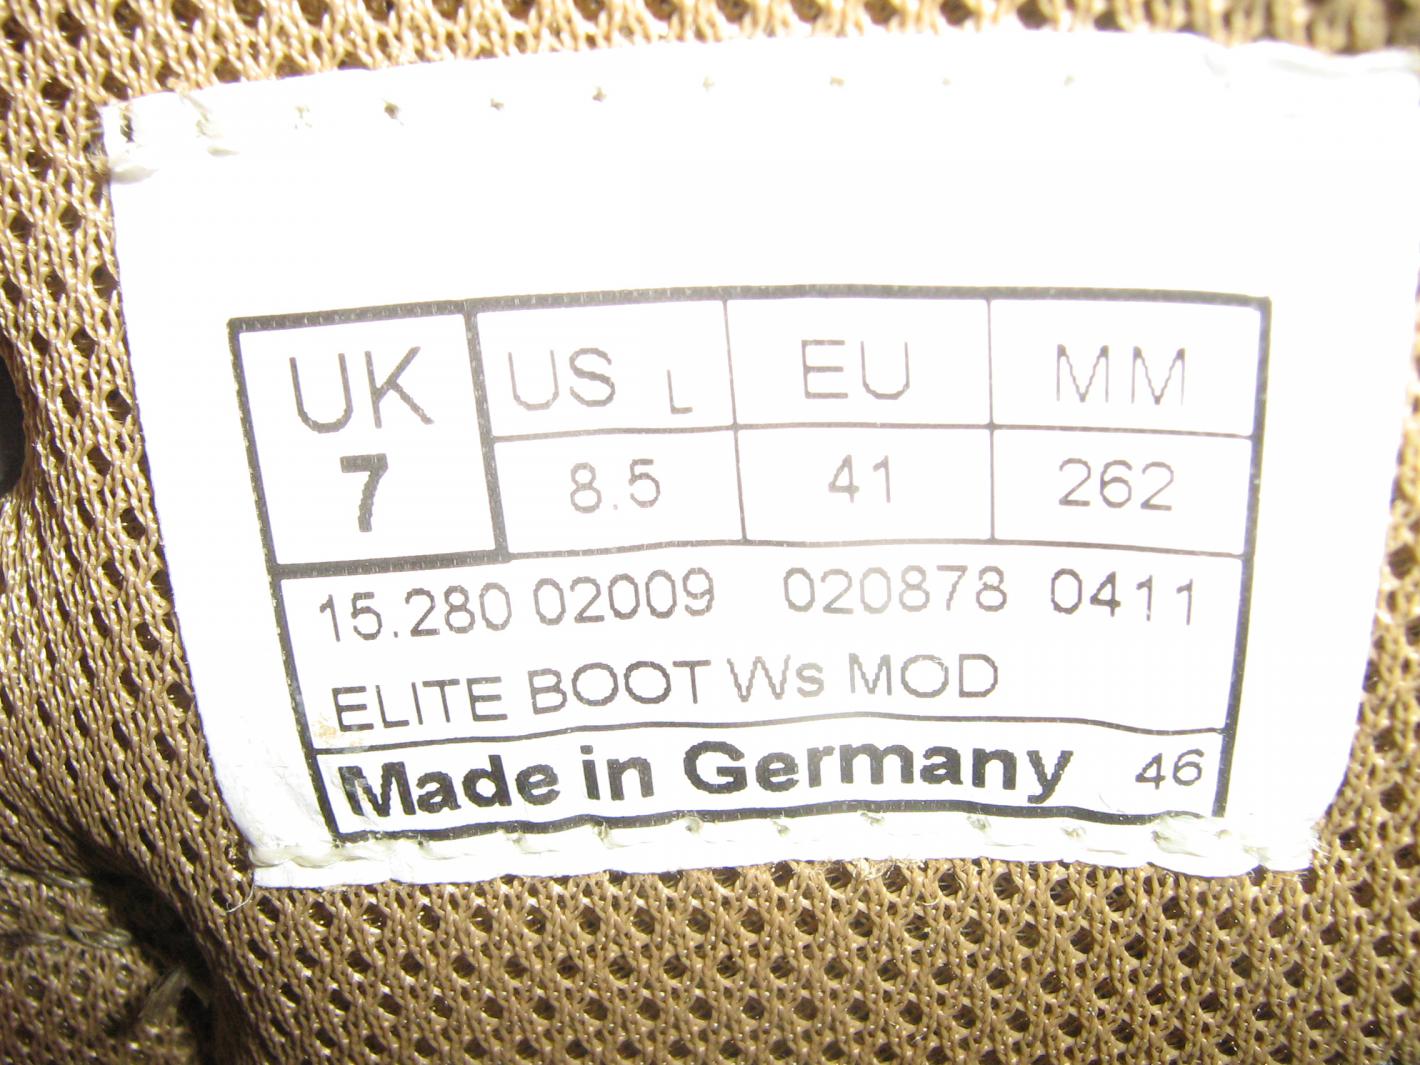 UK US L EU MM
7 8.5 41 262
15.280 02009 020878 0411
ELITE BOOT Ws MOD
Made in Germany 46